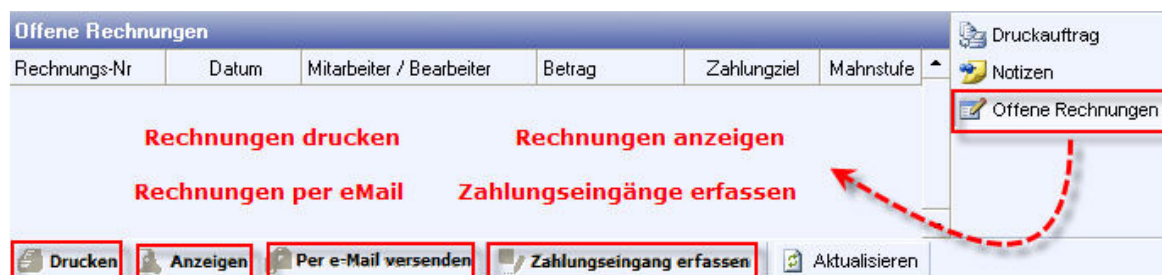 Offene Rechnungen
Rechnungs-Nr Datum Mitarbeiter / Bearbeiter Betrag Zahlungziel Mahnstufe
Rechnungen drucken Rechnungen anzeigen
Rechnungen per eMail Zahlungseingänge erfassen
Drucken Anzeigen Per e-Mail versenden Zahlungseingang erfassen Aktualisieren
Druckauftrag
Notizen
Offene Rechnungen